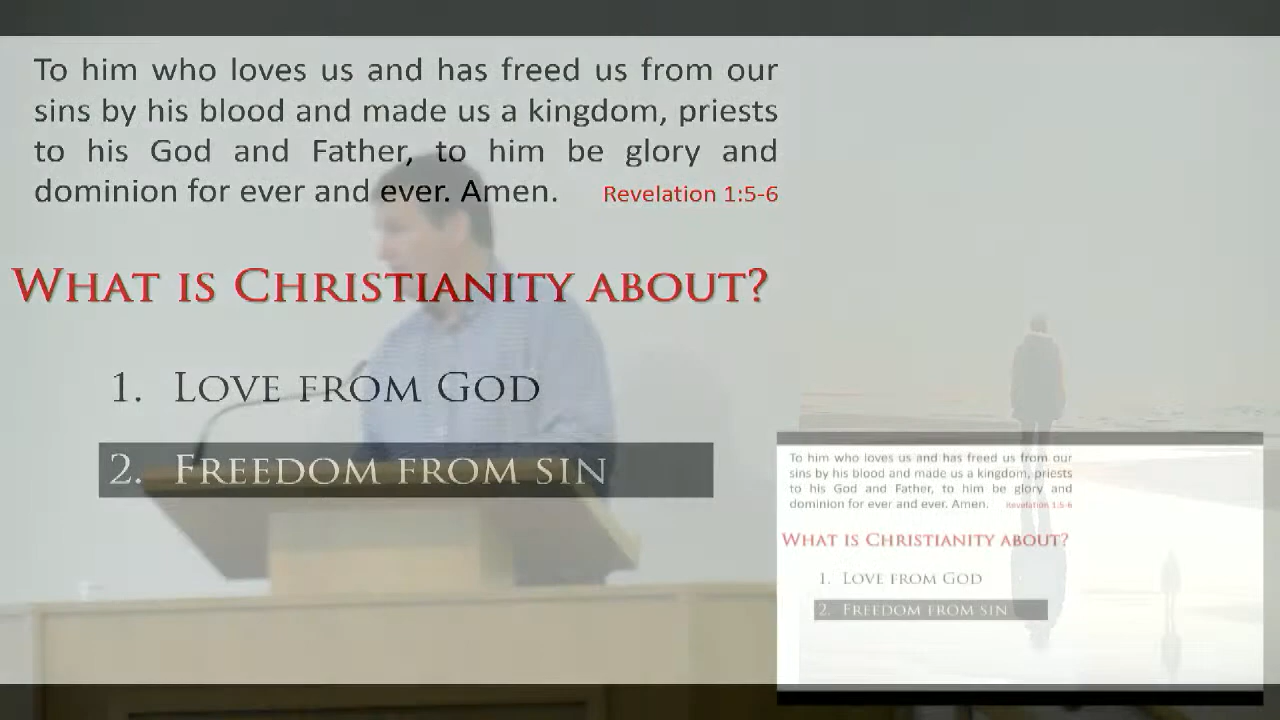 To him who loves us and has freed us from our
sins by his blood and made us a kingdom, priests
to his God and Father, to him be glory and
dominion for ever and ever. Amen. Revelation 1:5-6
WHAT IS CHRISTIANITY ABOUT?
1. LOVE FROM GOD
2. FREEDOM FROM SIN
To him who loves us and has freed us from our
sins by his blood and made us a kingdom, priests
to his God and Father, to him be glory and
dominion for ever and ever. Amen. Revelation 1:5-6
WHAT IS CHRISTIANITY ABOUT?
1. LOVE FROM GOD
2. FREEDOM FROM SIN